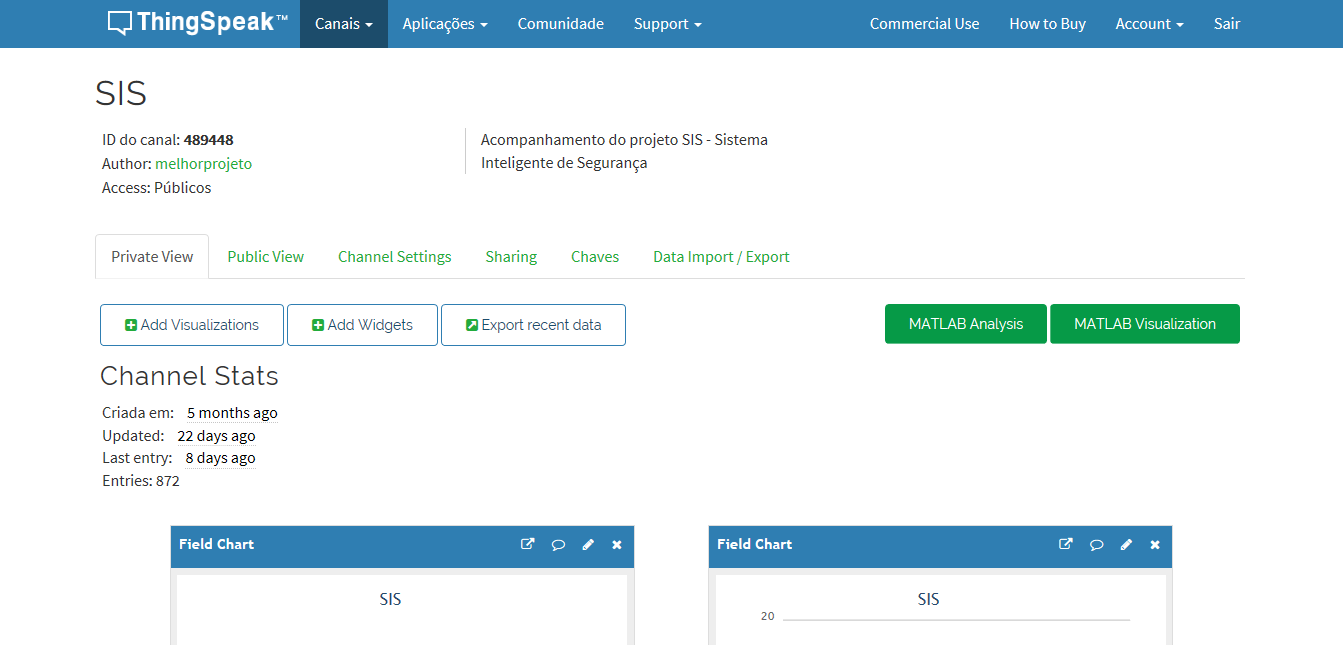 ThingSpeak™ Canais Aplicações Comunidade Support Commercial Use How to Buy Account Sair
SIS
ID do canal: 489448
Author: melhorprojeto
Access: Públicos
Acompanhamento do projeto SIS - Sistema
Inteligente de Segurança
Private View Public View Channel Settings Sharing Chaves Data Import / Export
Add Visualizations Add Widgets Export recent data MATLAB Analysis MATLAB Visualization
Channel Stats
Criada em: 5 months ago
Updated: 22 days ago
Last entry: 8 days ago
Entries: 872
Field Chart
SIS
Field Chart
SIS
20